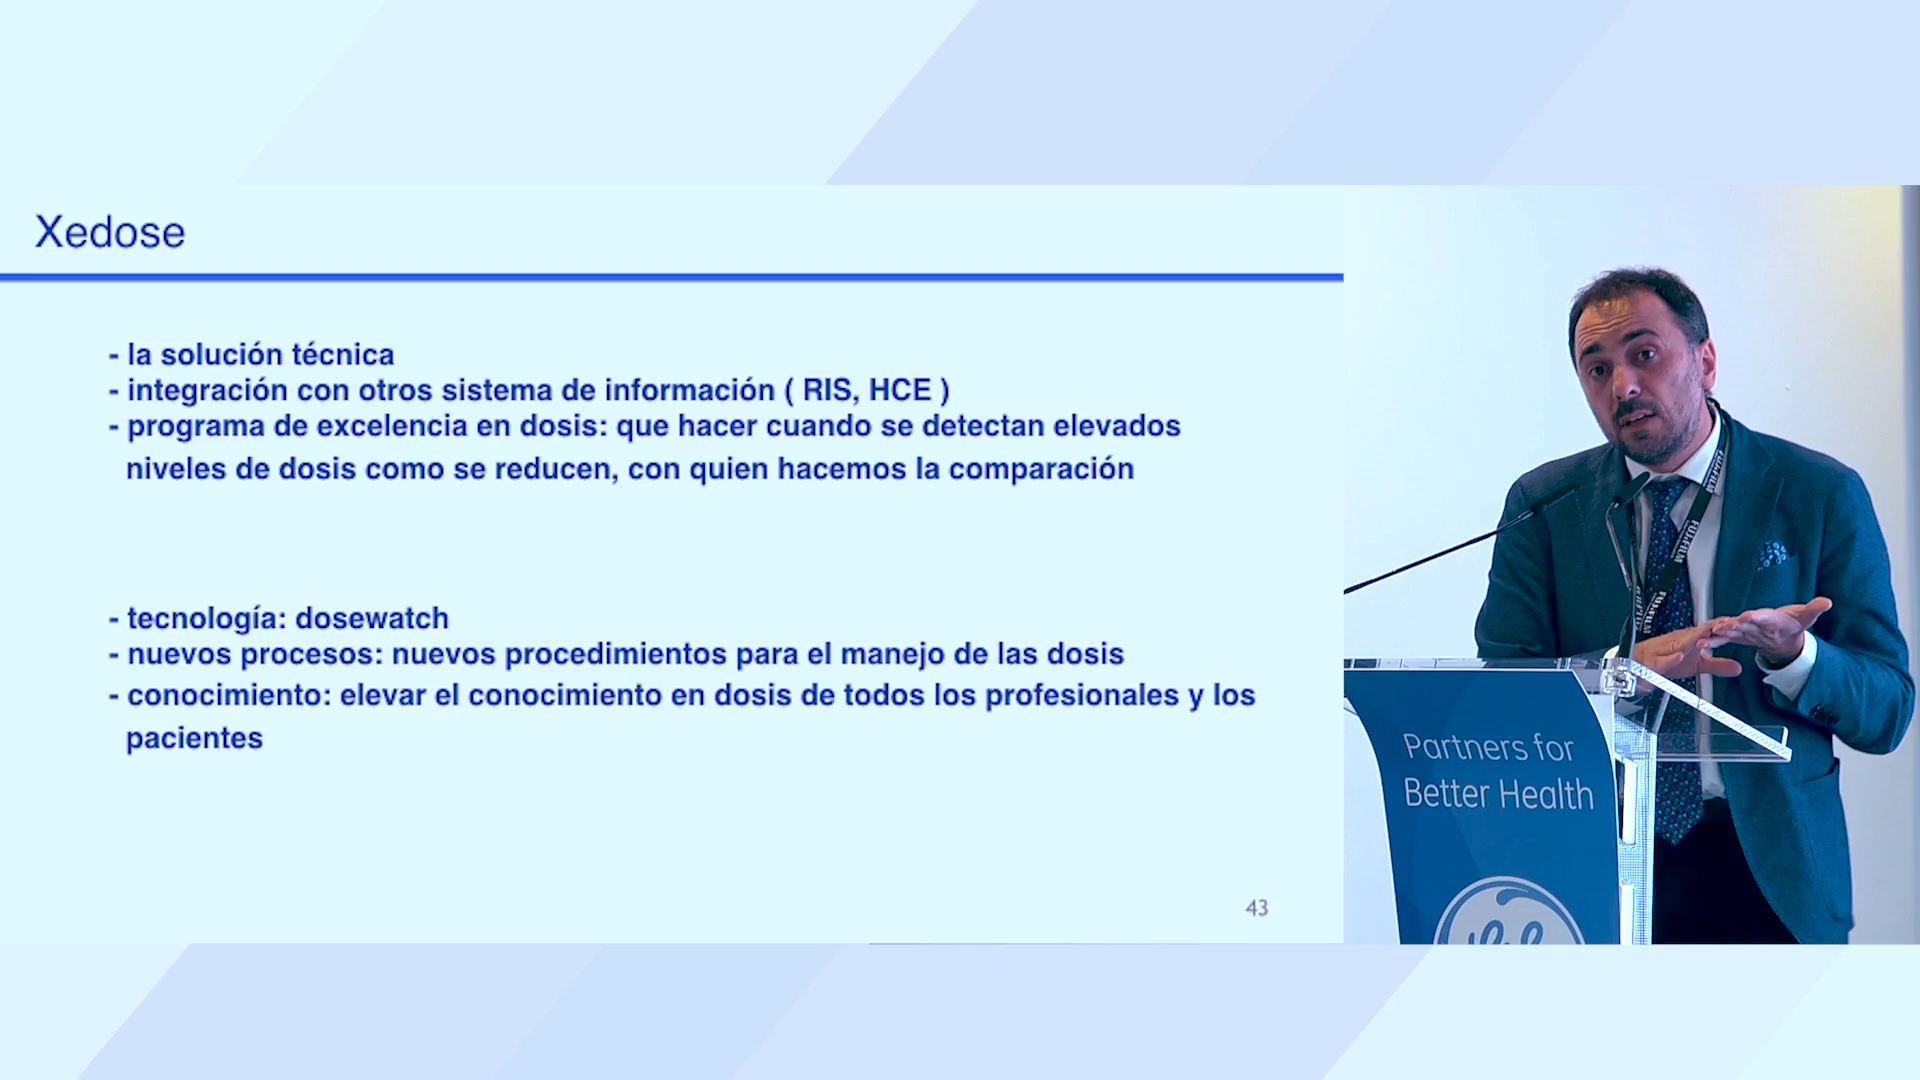 Xedose
- la solución técnica
- integración con otros sistema de información ( RIS, HCE )
- programa de excelencia en dosis: que hacer cuando se detectan elevados
niveles de dosis como se reducen, con quien hacemos la comparación
- tecnología: dosewatch
- nuevos procesos: nuevos procedimientos para el manejo de las dosis
- conocimiento: elevar el conocimiento en dosis de todos los profesionales y los
pacientes
43
FUJIFILM
FUJIFILM
FUJIFILM
Partners for
Better Health